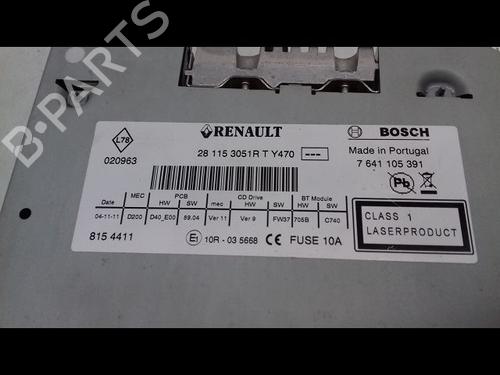 B-PARTS
L78
020963
RENAULT
28 115 3051R T Y470 ---
BOSCH
Made in Portugal
7 641 105 391
Pb
MEC PCB CD Drive BT Module
Date HW HW SW mec HW SW HW SW
04-11-11 D200 D40_E00 59.04 Ver 11 Ver 9 FW37 705B C740
815 4411
E1 10R - 03 5668 CE FUSE 10A
CLASS 1
LASERPRODUCT